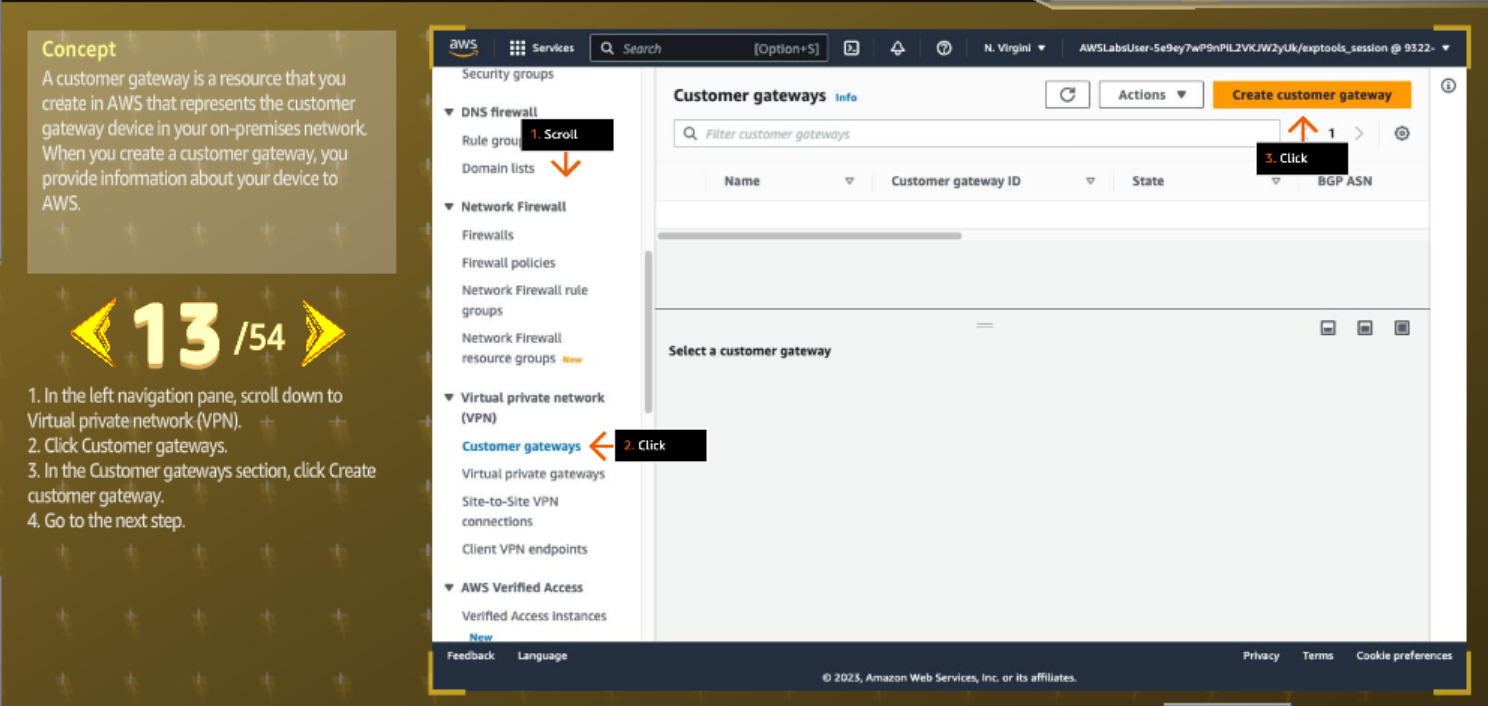 Concept
A customer gateway is a resource that you
create in AWS that represents the customer
gateway device in your on-premises network.
When you create a customer gateway, you
provide information about your device to
AWS.
13 /54
1. In the left navigation pane, scroll down to
Virtual private network (VPN).
2. Click Customer gateways.
3. In the Customer gateways section, click Create
customer gateway.
4. Go to the next step.
aws Services Search [Option+S] N. Virgini AWSLabsUser-5e9ey7wP9nPiL2VKJW2yUk/exptools_session @ 9322-
Security groups
DNS firewall
Rule grou
1. Scroll
Domain lists
Network Firewall
Firewalls
Firewall policies
Network Firewall rule
groups
Network Firewall
resource groups New
Virtual private network
(VPN)
Customer gateways
2. Click
Virtual private gateways
Site-to-Site VPN
connections
Client VPN endpoints
AWS Verified Access
Verified Access instances
New
Customer gateways Info
Actions
Create customer gateway
Filter customer gateways
1
3. Click
Name Customer gateway ID State BGP ASN
Select a customer gateway
Feedback Language Privacy Terms Cookie preferences
© 2023, Amazon Web Services, Inc. or its affiliates.